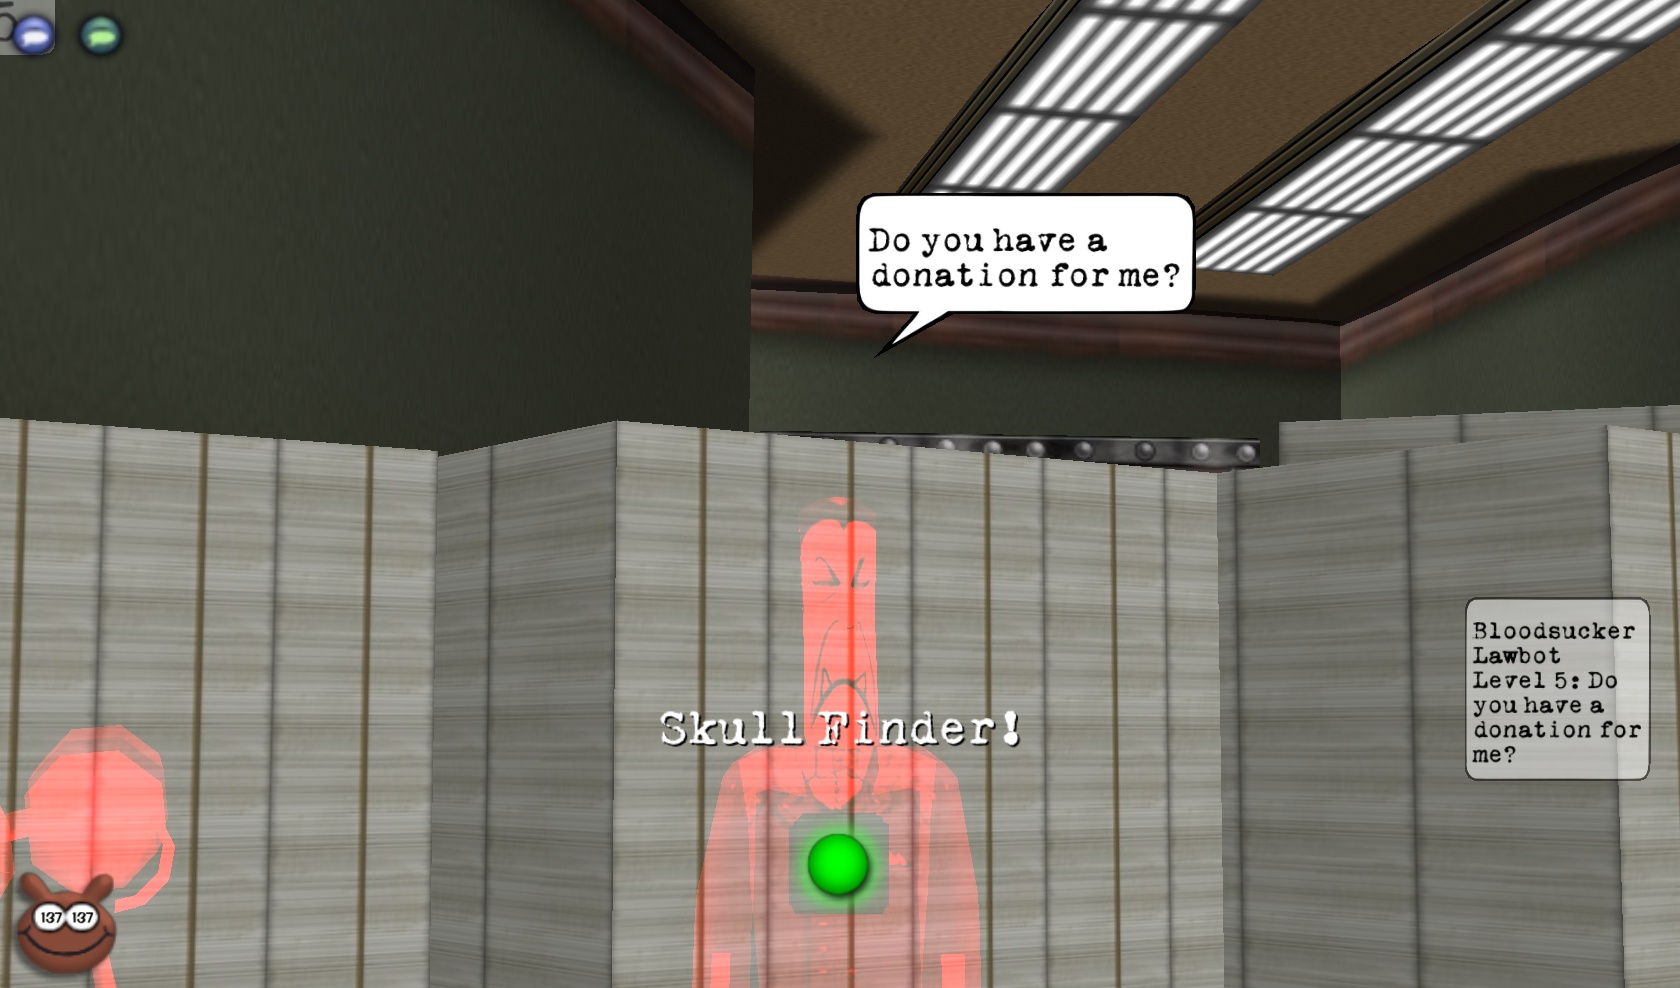 5
Do you have a
donation for me?
Skull Finder!
Bloodsucker
Lawbot
Level 5: Do
you have a
donation for
me?
137 137